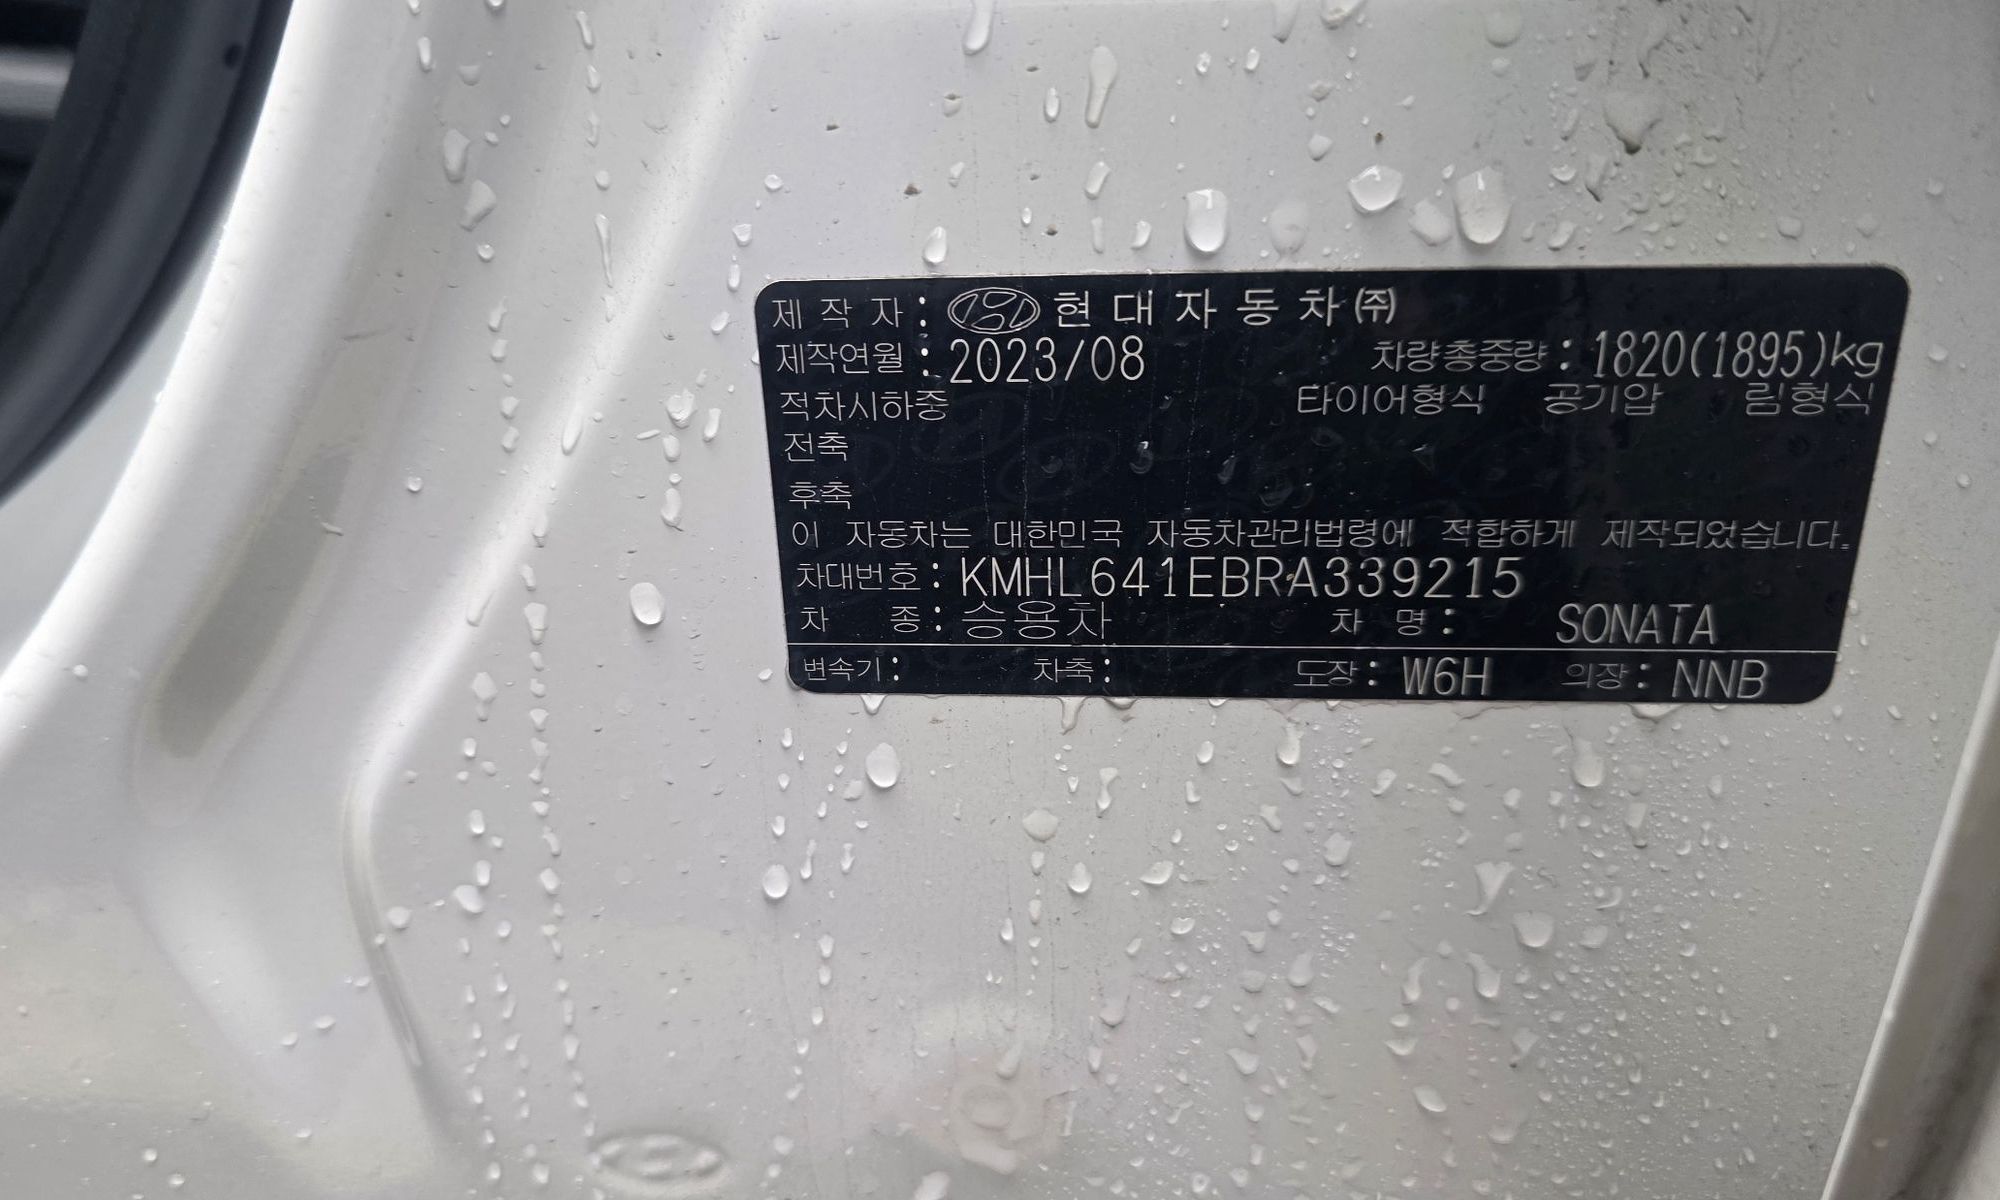 제 작 자 : 현 대 자 동 차 ㈜
제작연월 : 2023/08 차량총중량 : 1820(1895)kg
적차시하중 타이어형식 공기압 림형식
전축
후축
이 자동차는 대한민국 자동차관리법령에 적합하게 제작되었습니다.
차대번호 : KMHL641EBRA339215
차 종 : 승용차 차 명 : SONATA
변속기 : 차축 : 도장 : W6H 의장 : NNB